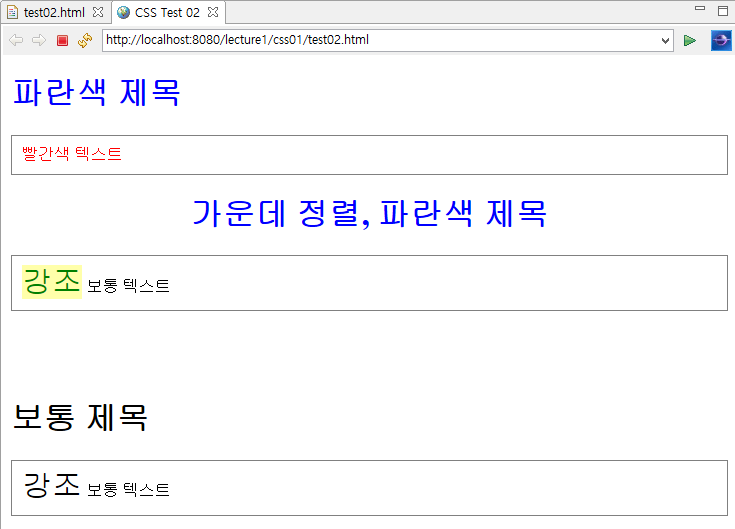 test02.html
CSS Test 02
http://localhost:8080/lecture1/css01/test02.html
파란색 제목
빨간색 텍스트
가운데 정렬, 파란색 제목
강조 보통 텍스트
보통 제목
강조 보통 텍스트